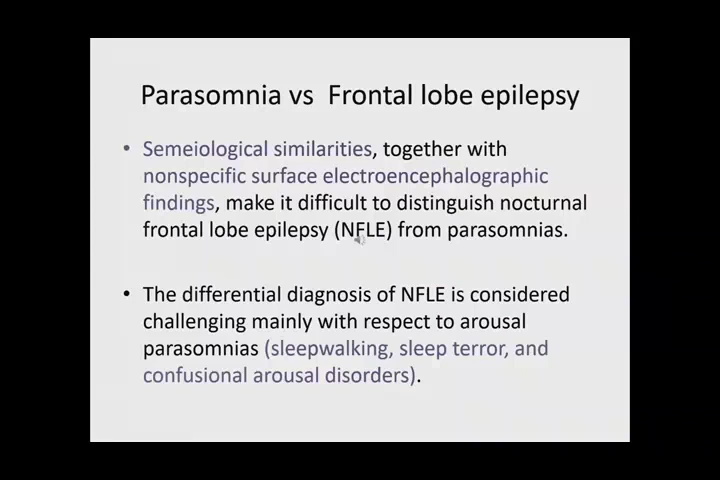 Parasomnia vs Frontal lobe epilepsy
• Semeiological similarities, together with
nonspecific surface electroencephalographic
findings, make it difficult to distinguish nocturnal
frontal lobe epilepsy (NFLE) from parasomnias.
• The differential diagnosis of NFLE is considered
challenging mainly with respect to arousal
parasomnias (sleepwalking, sleep terror, and
confusional arousal disorders).